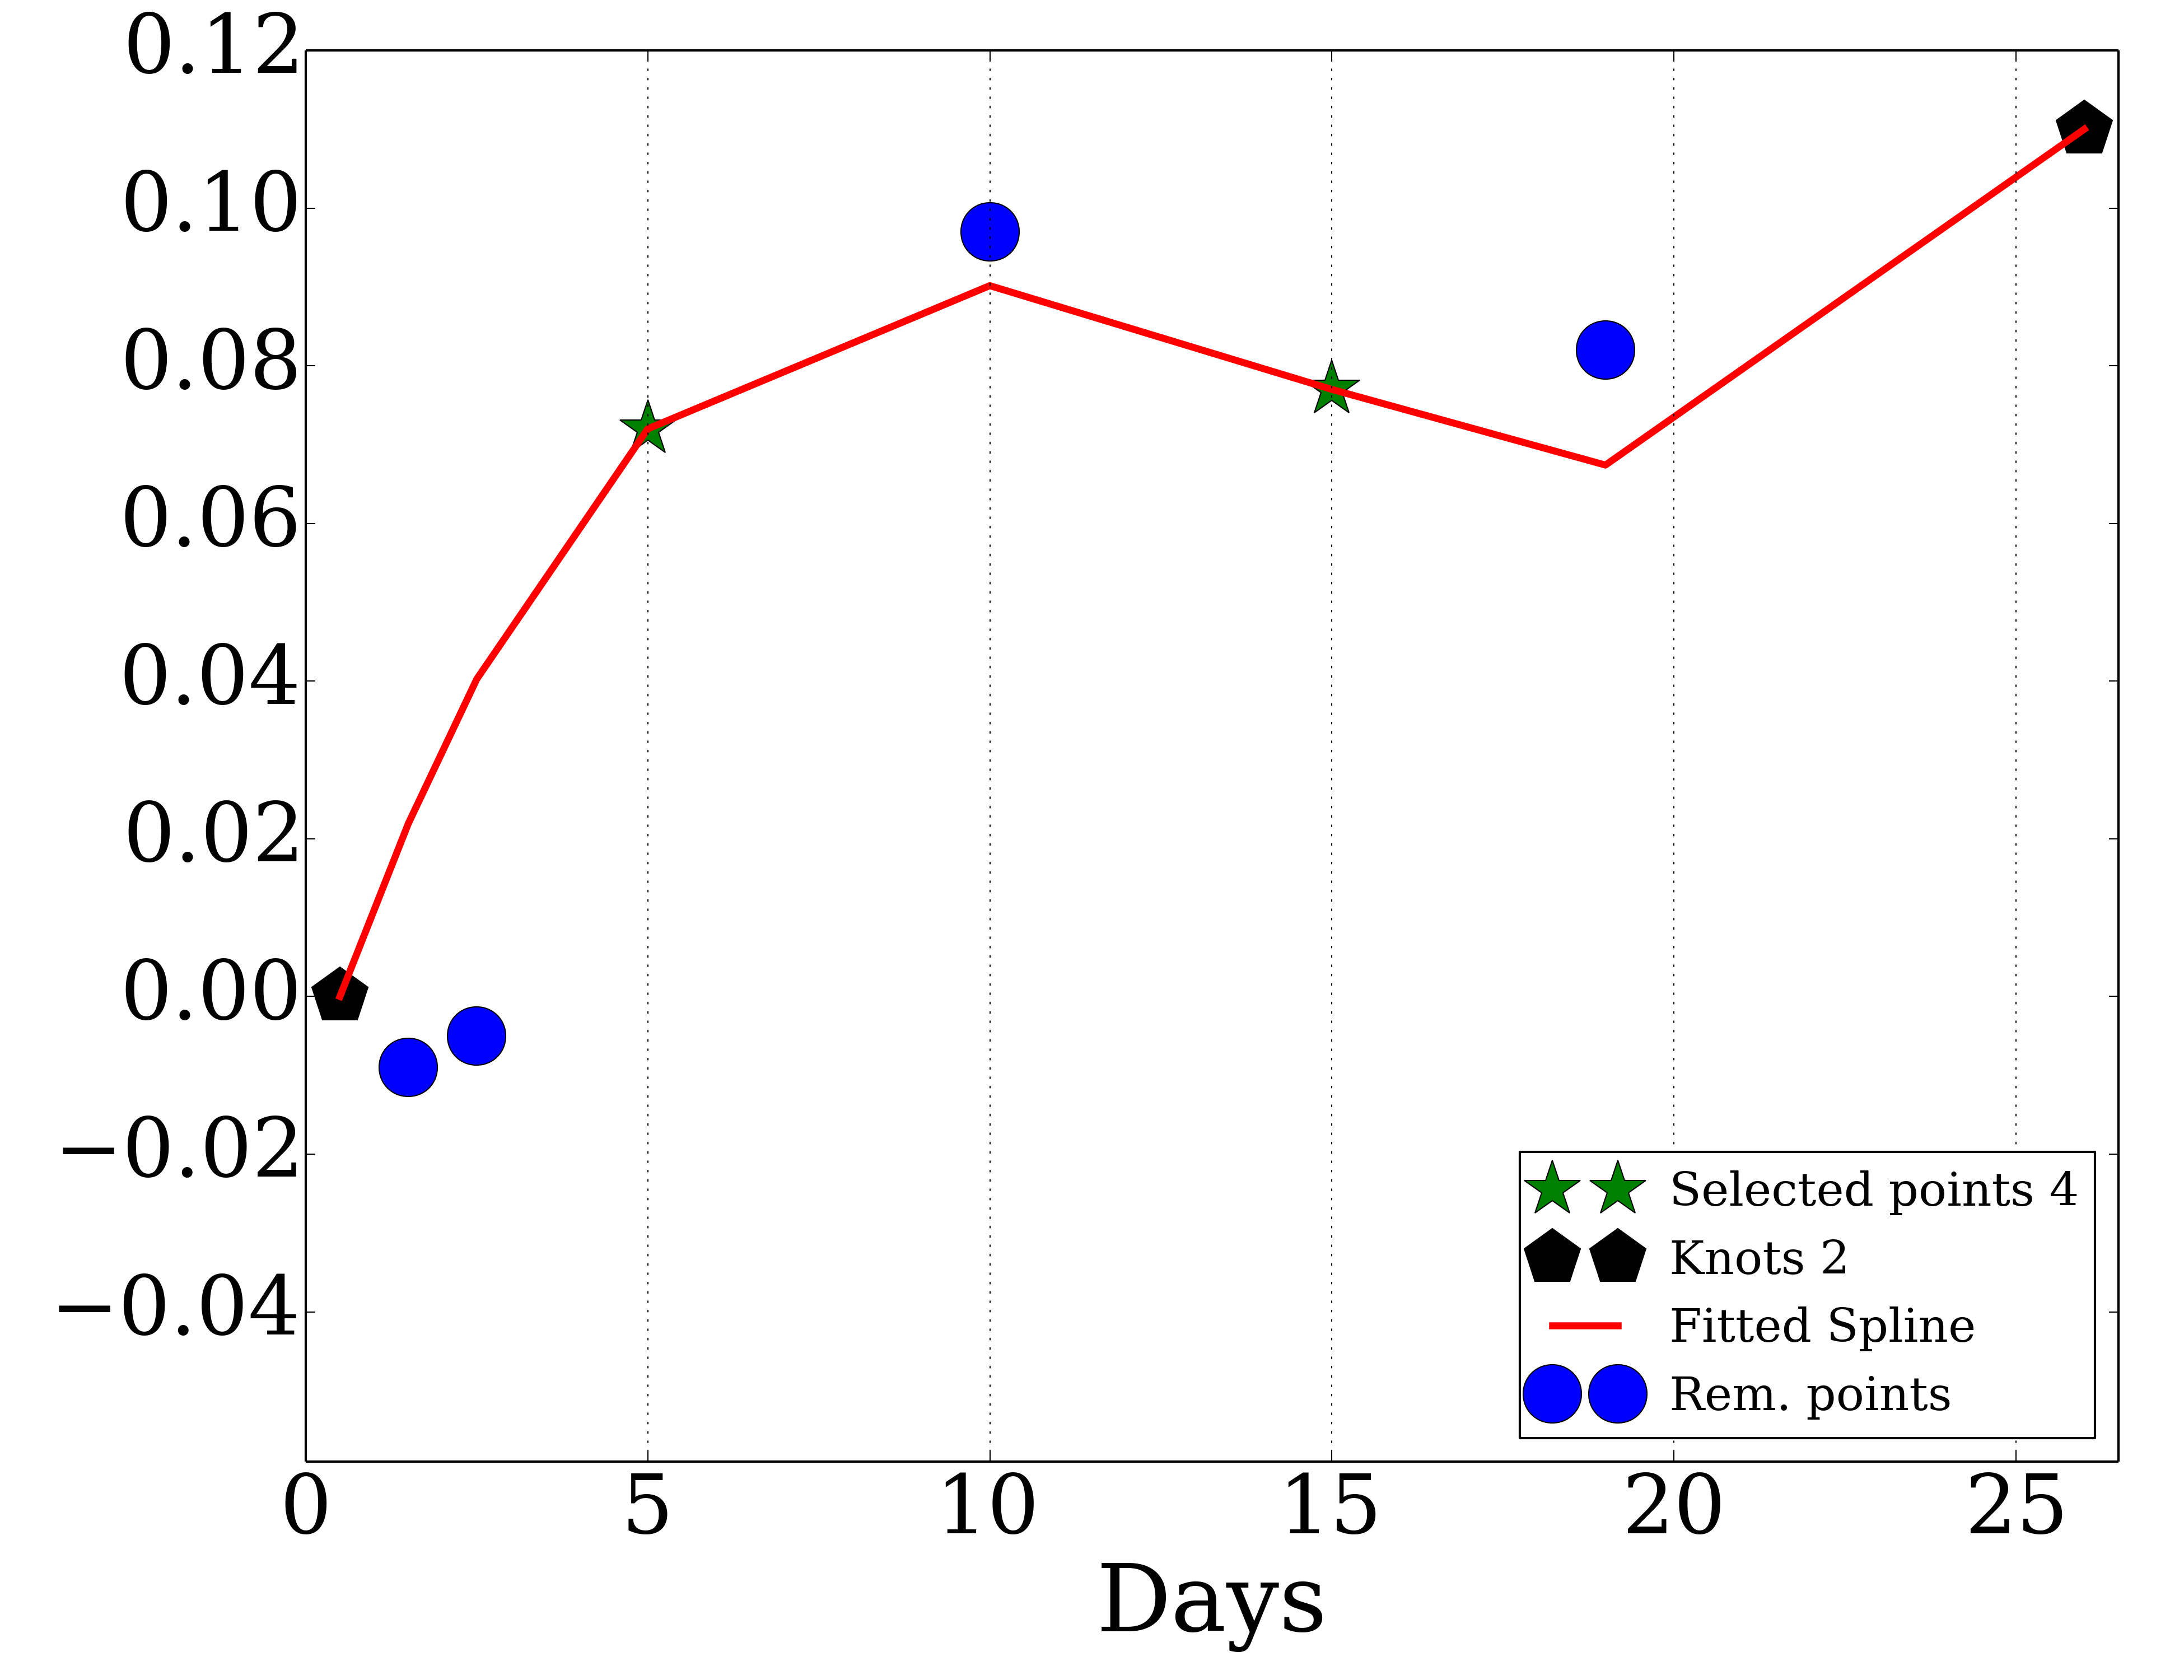 0.12
0.10
0.08
0.06
0.04
0.02
0.00
−0.02
−0.04
Selected points 4
Knots 2
Fitted Spline
Rem. points
0 5 10 15 20 25
Days